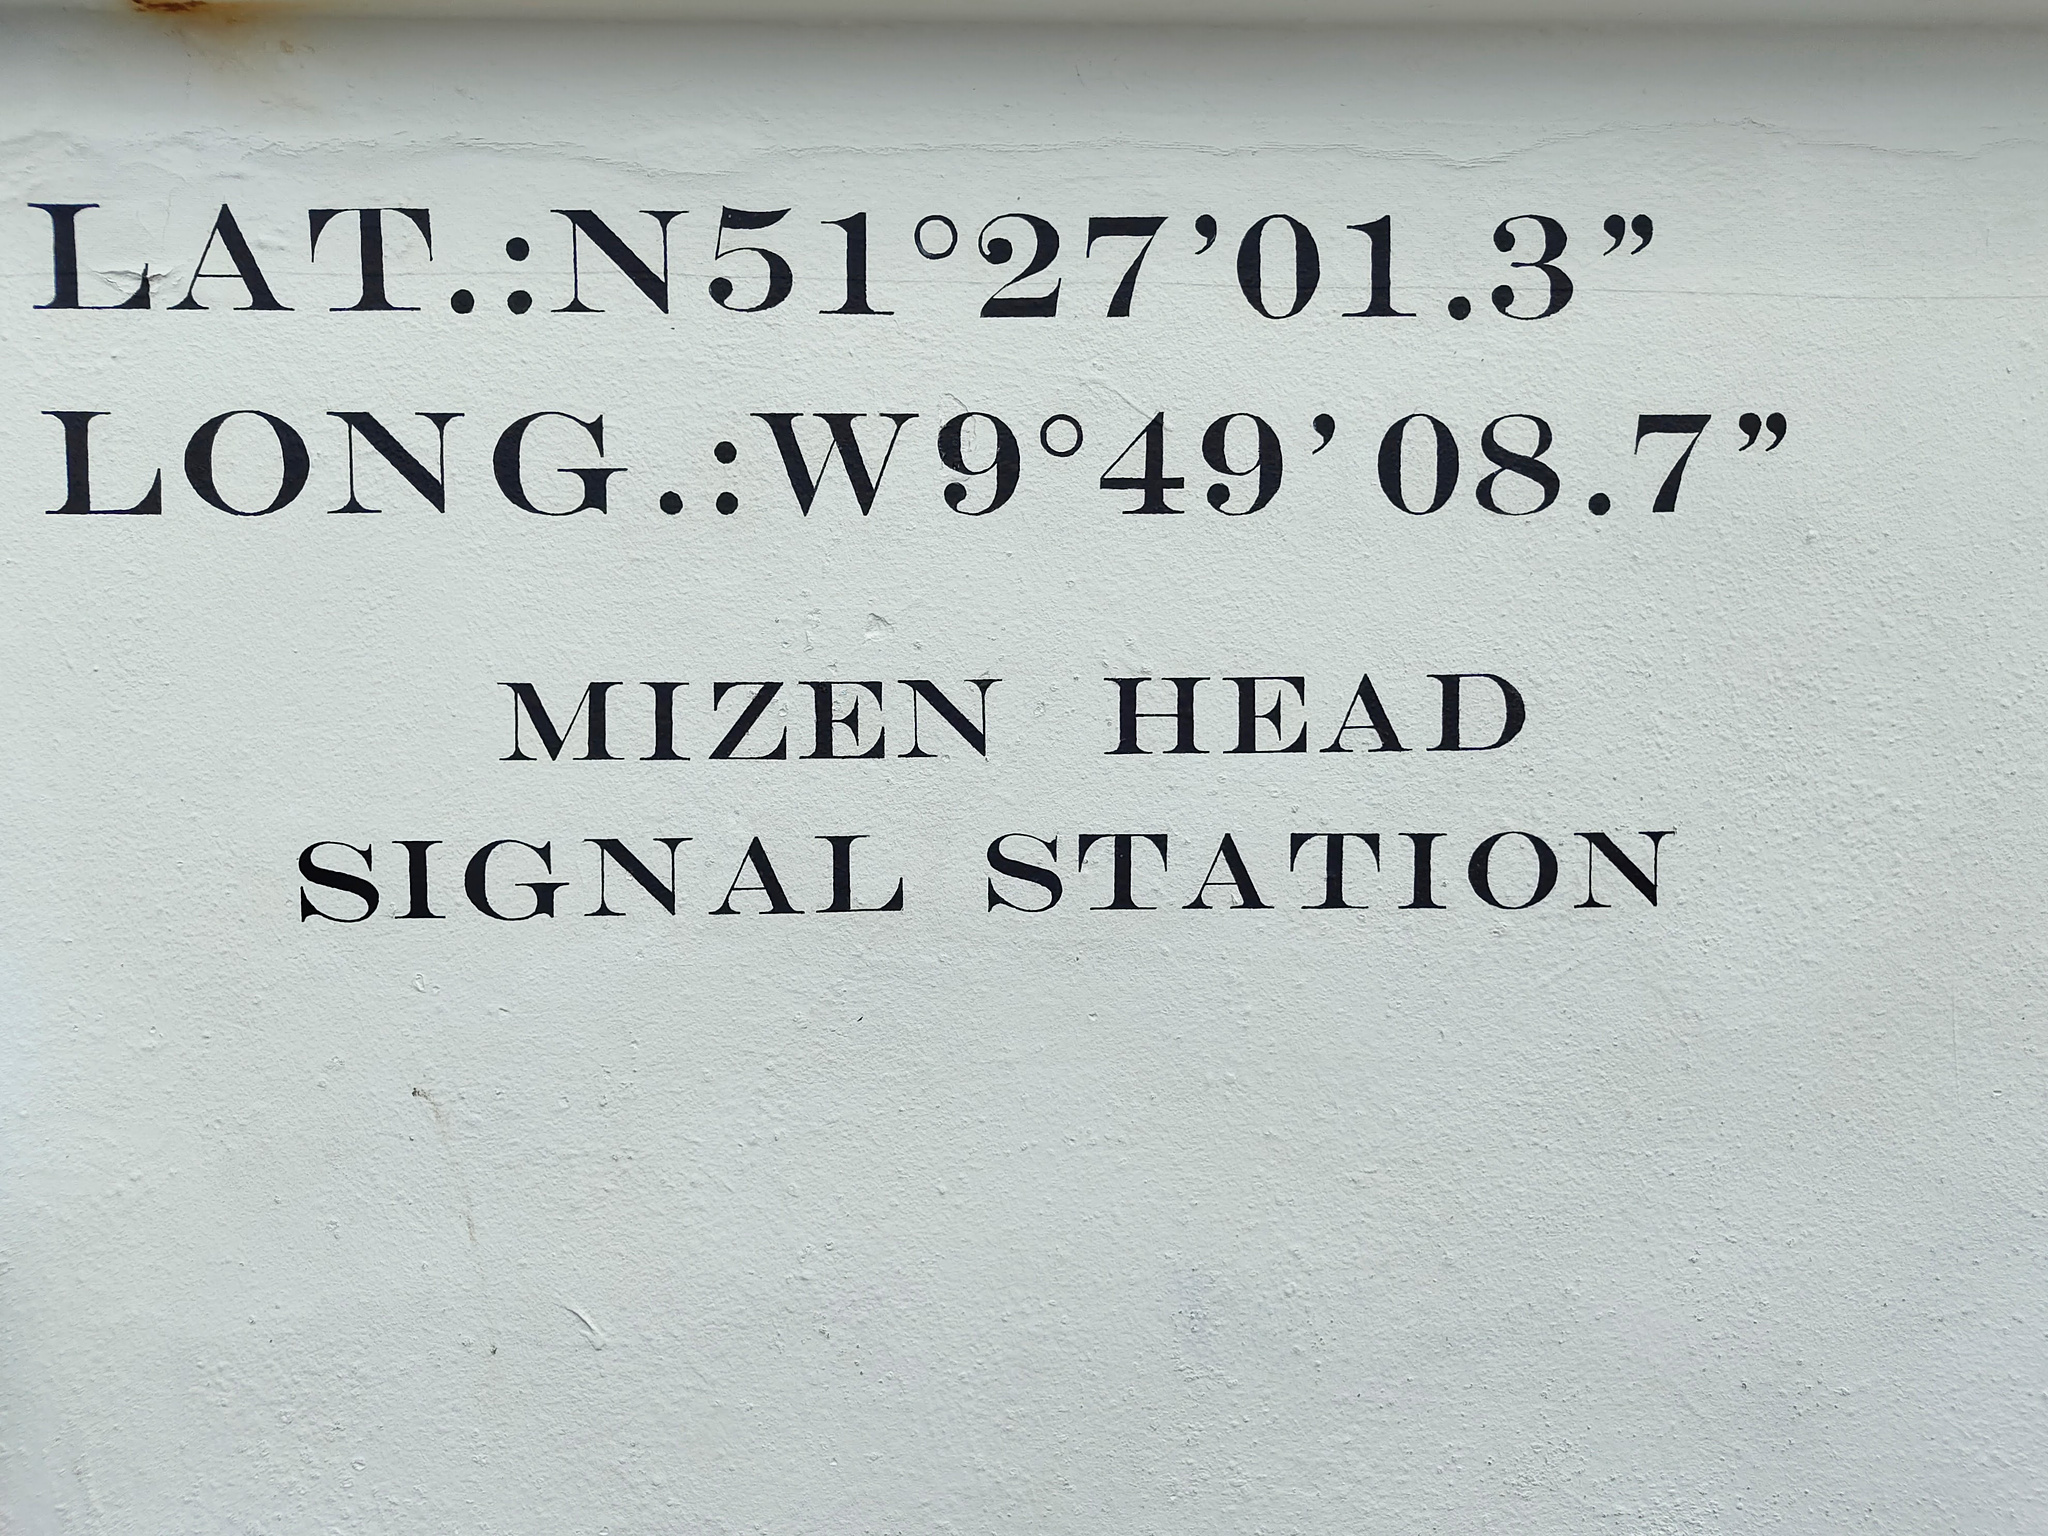 LAT.:N51°27’01.3”
LONG.:W9°49’08.7”
MIZEN HEAD
SIGNAL STATION